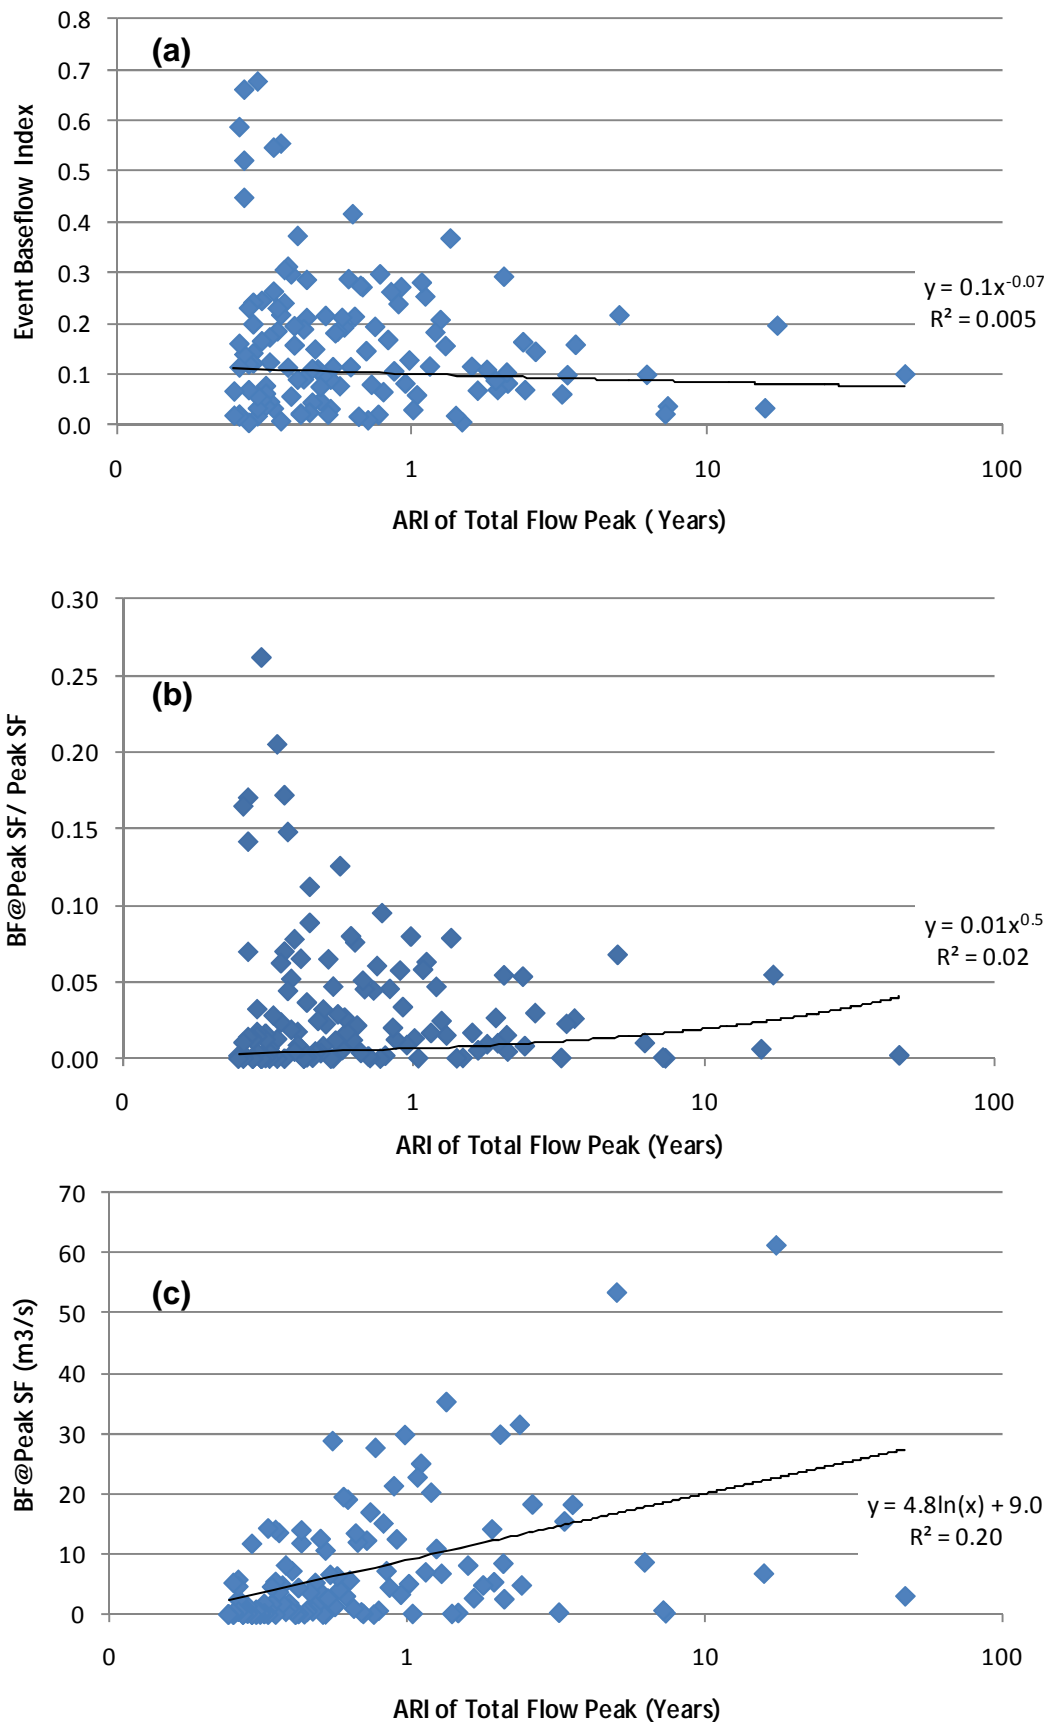 (a)
Event Baseflow Index
0.8
0.7
0.6
0.5
0.4
0.3
0.2
0.1
0.0
y = 0.1x-0.07
R² = 0.005
0 1 10 100
ARI of Total Flow Peak ( Years)
(b)
BF@Peak SF/ Peak SF
0.30
0.25
0.20
0.15
0.10
0.05
0.00
y = 0.01x0.5
R² = 0.02
0 1 10 100
ARI of Total Flow Peak (Years)
(c)
BF@Peak SF (m3/s)
70
60
50
40
30
20
10
0
y = 4.8ln(x) + 9.0
R² = 0.20
0 1 10 100
ARI of Total Flow Peak (Years)